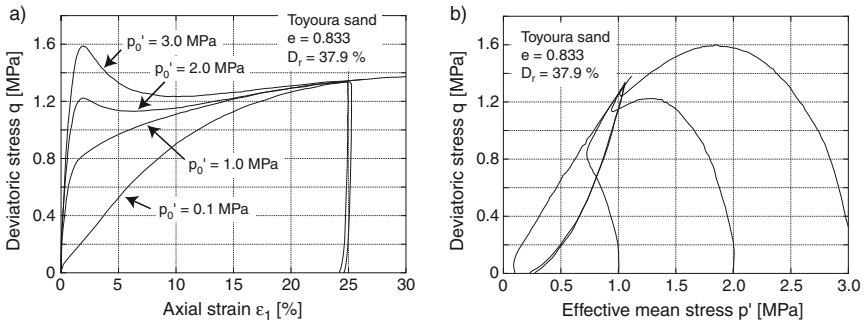 a)
Toyoura sand
e = 0.833
Dr = 37.9 %
p0' = 3.0 MPa
p0' = 2.0 MPa
p0' = 1.0 MPa
p0' = 0.1 MPa
Deviatoric stress q [MPa]
1.6
1.2
0.8
0.4
0
0 5 10 15 20 25 30
Axial strain ε1 [%]
b)
Toyoura sand
e = 0.833
Dr = 37.9 %
Deviatoric stress q [MPa]
1.6
1.2
0.8
0.4
0
0 0.5 1.0 1.5 2.0 2.5 3.0
Effective mean stress p' [MPa]